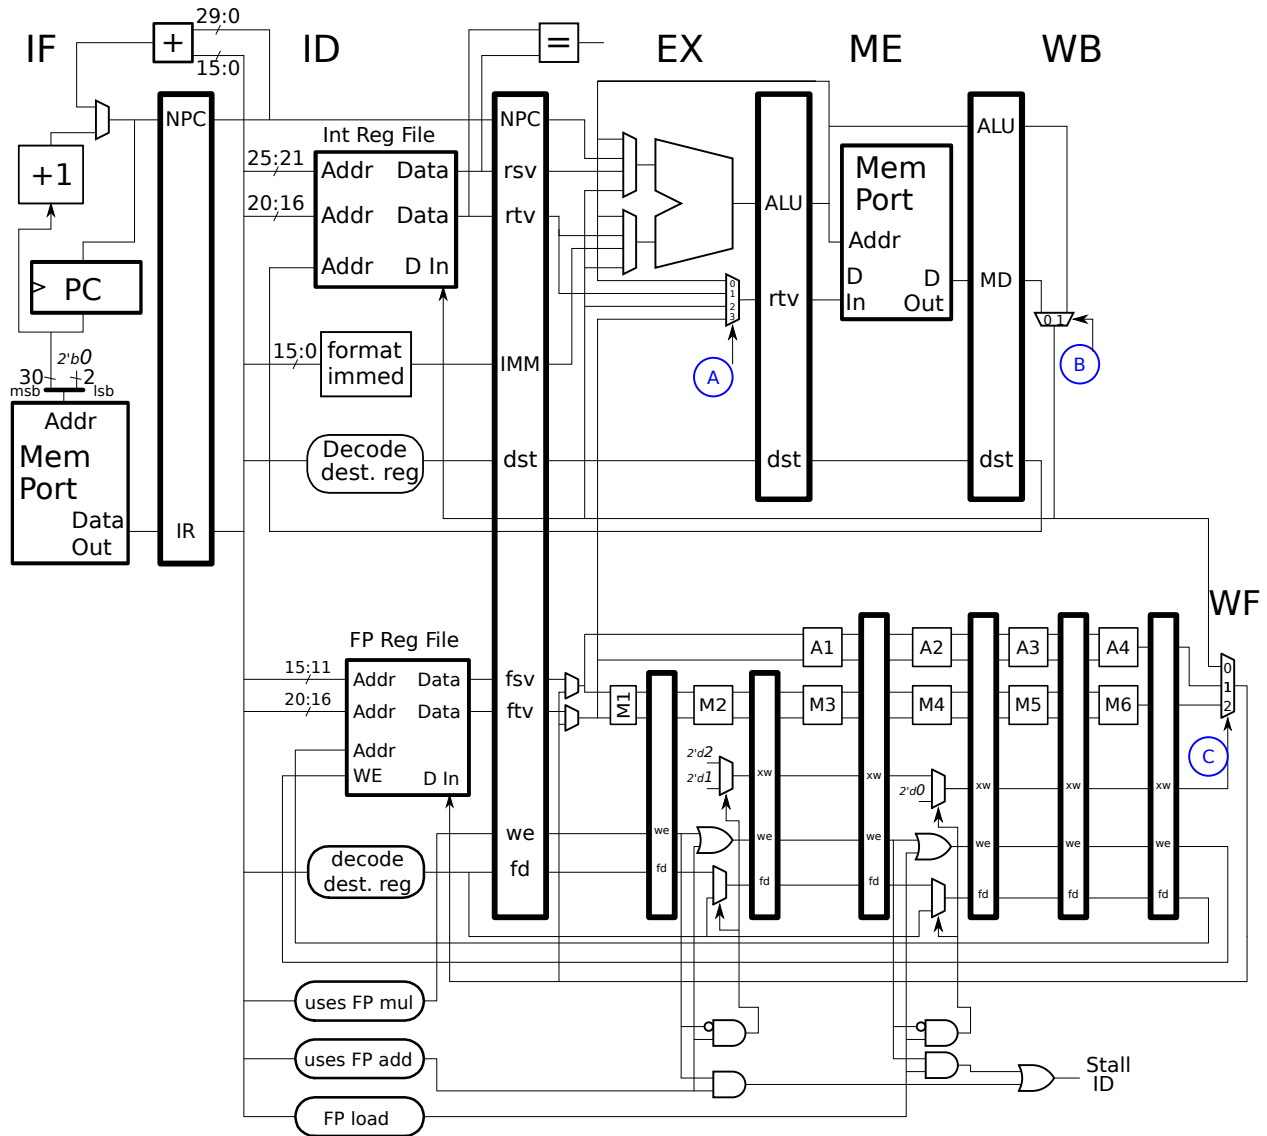 IF
ID
EX
ME
WB
29:0
15:0
+
=
+1
PC
2'b0
30
2
msb
lsb
Addr
Mem
Port
Data
Out
NPC
IR
25:21
20:16
Int Reg File
Addr
Data
Addr
Data
Addr
D In
15:0
format
immed
Decode
dest. reg
NPC
rsv
rtv
IMM
dst
0
1
2
3
A
ALU
rtv
dst
Mem
Port
Addr
D
In
D
Out
ALU
MD
dst
0 1
B
WF
FP Reg File
15:11
20:16
Addr
Data
Addr
Data
Addr
WE
D In
fsv
ftv
we
fd
decode
dest. reg
A1
A2
A3
A4
M1
M2
M3
M4
M5
M6
0
1
2
C
2'd2
2'd1
2'd0
xw
xw
xw
xw
xw
we
we
we
we
we
we
fd
fd
fd
fd
fd
fd
uses FP mul
uses FP add
FP load
Stall
ID